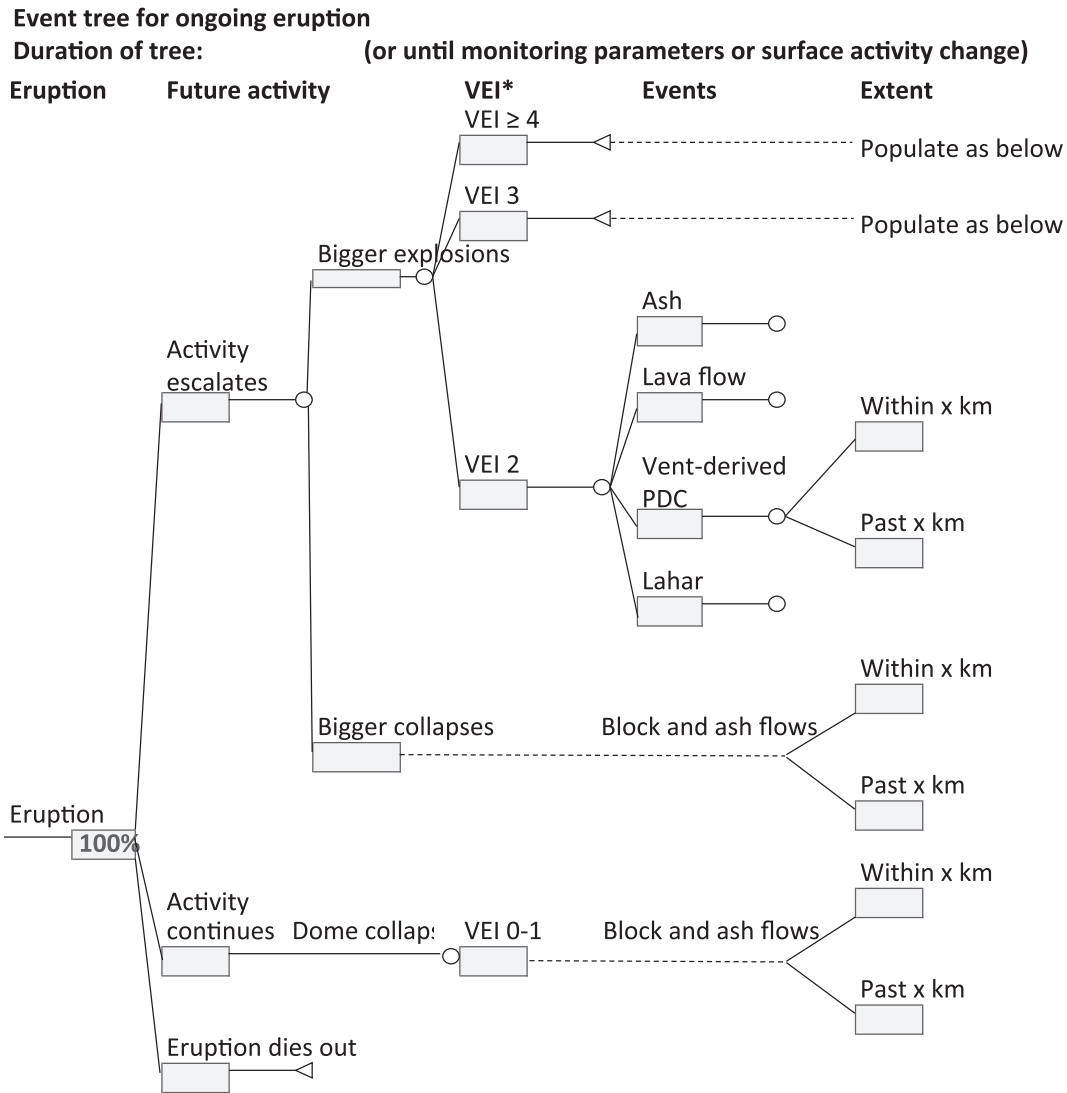 Event tree for ongoing eruption
Duration of tree: (or until monitoring parameters or surface activity change)
Eruption Future activity VEI* Events Extent
VEI ≥ 4
Populate as below
VEI 3
Populate as below
Bigger explosions
Ash
Activity
escalates
Lava flow
Within x km
VEI 2
Vent-derived
PDC
Past x km
Lahar
Within x km
Bigger collapses
Block and ash flows
Past x km
Eruption
100%
Within x km
Activity
continues
Dome collaps
VEI 0-1
Block and ash flows
Past x km
Eruption dies out